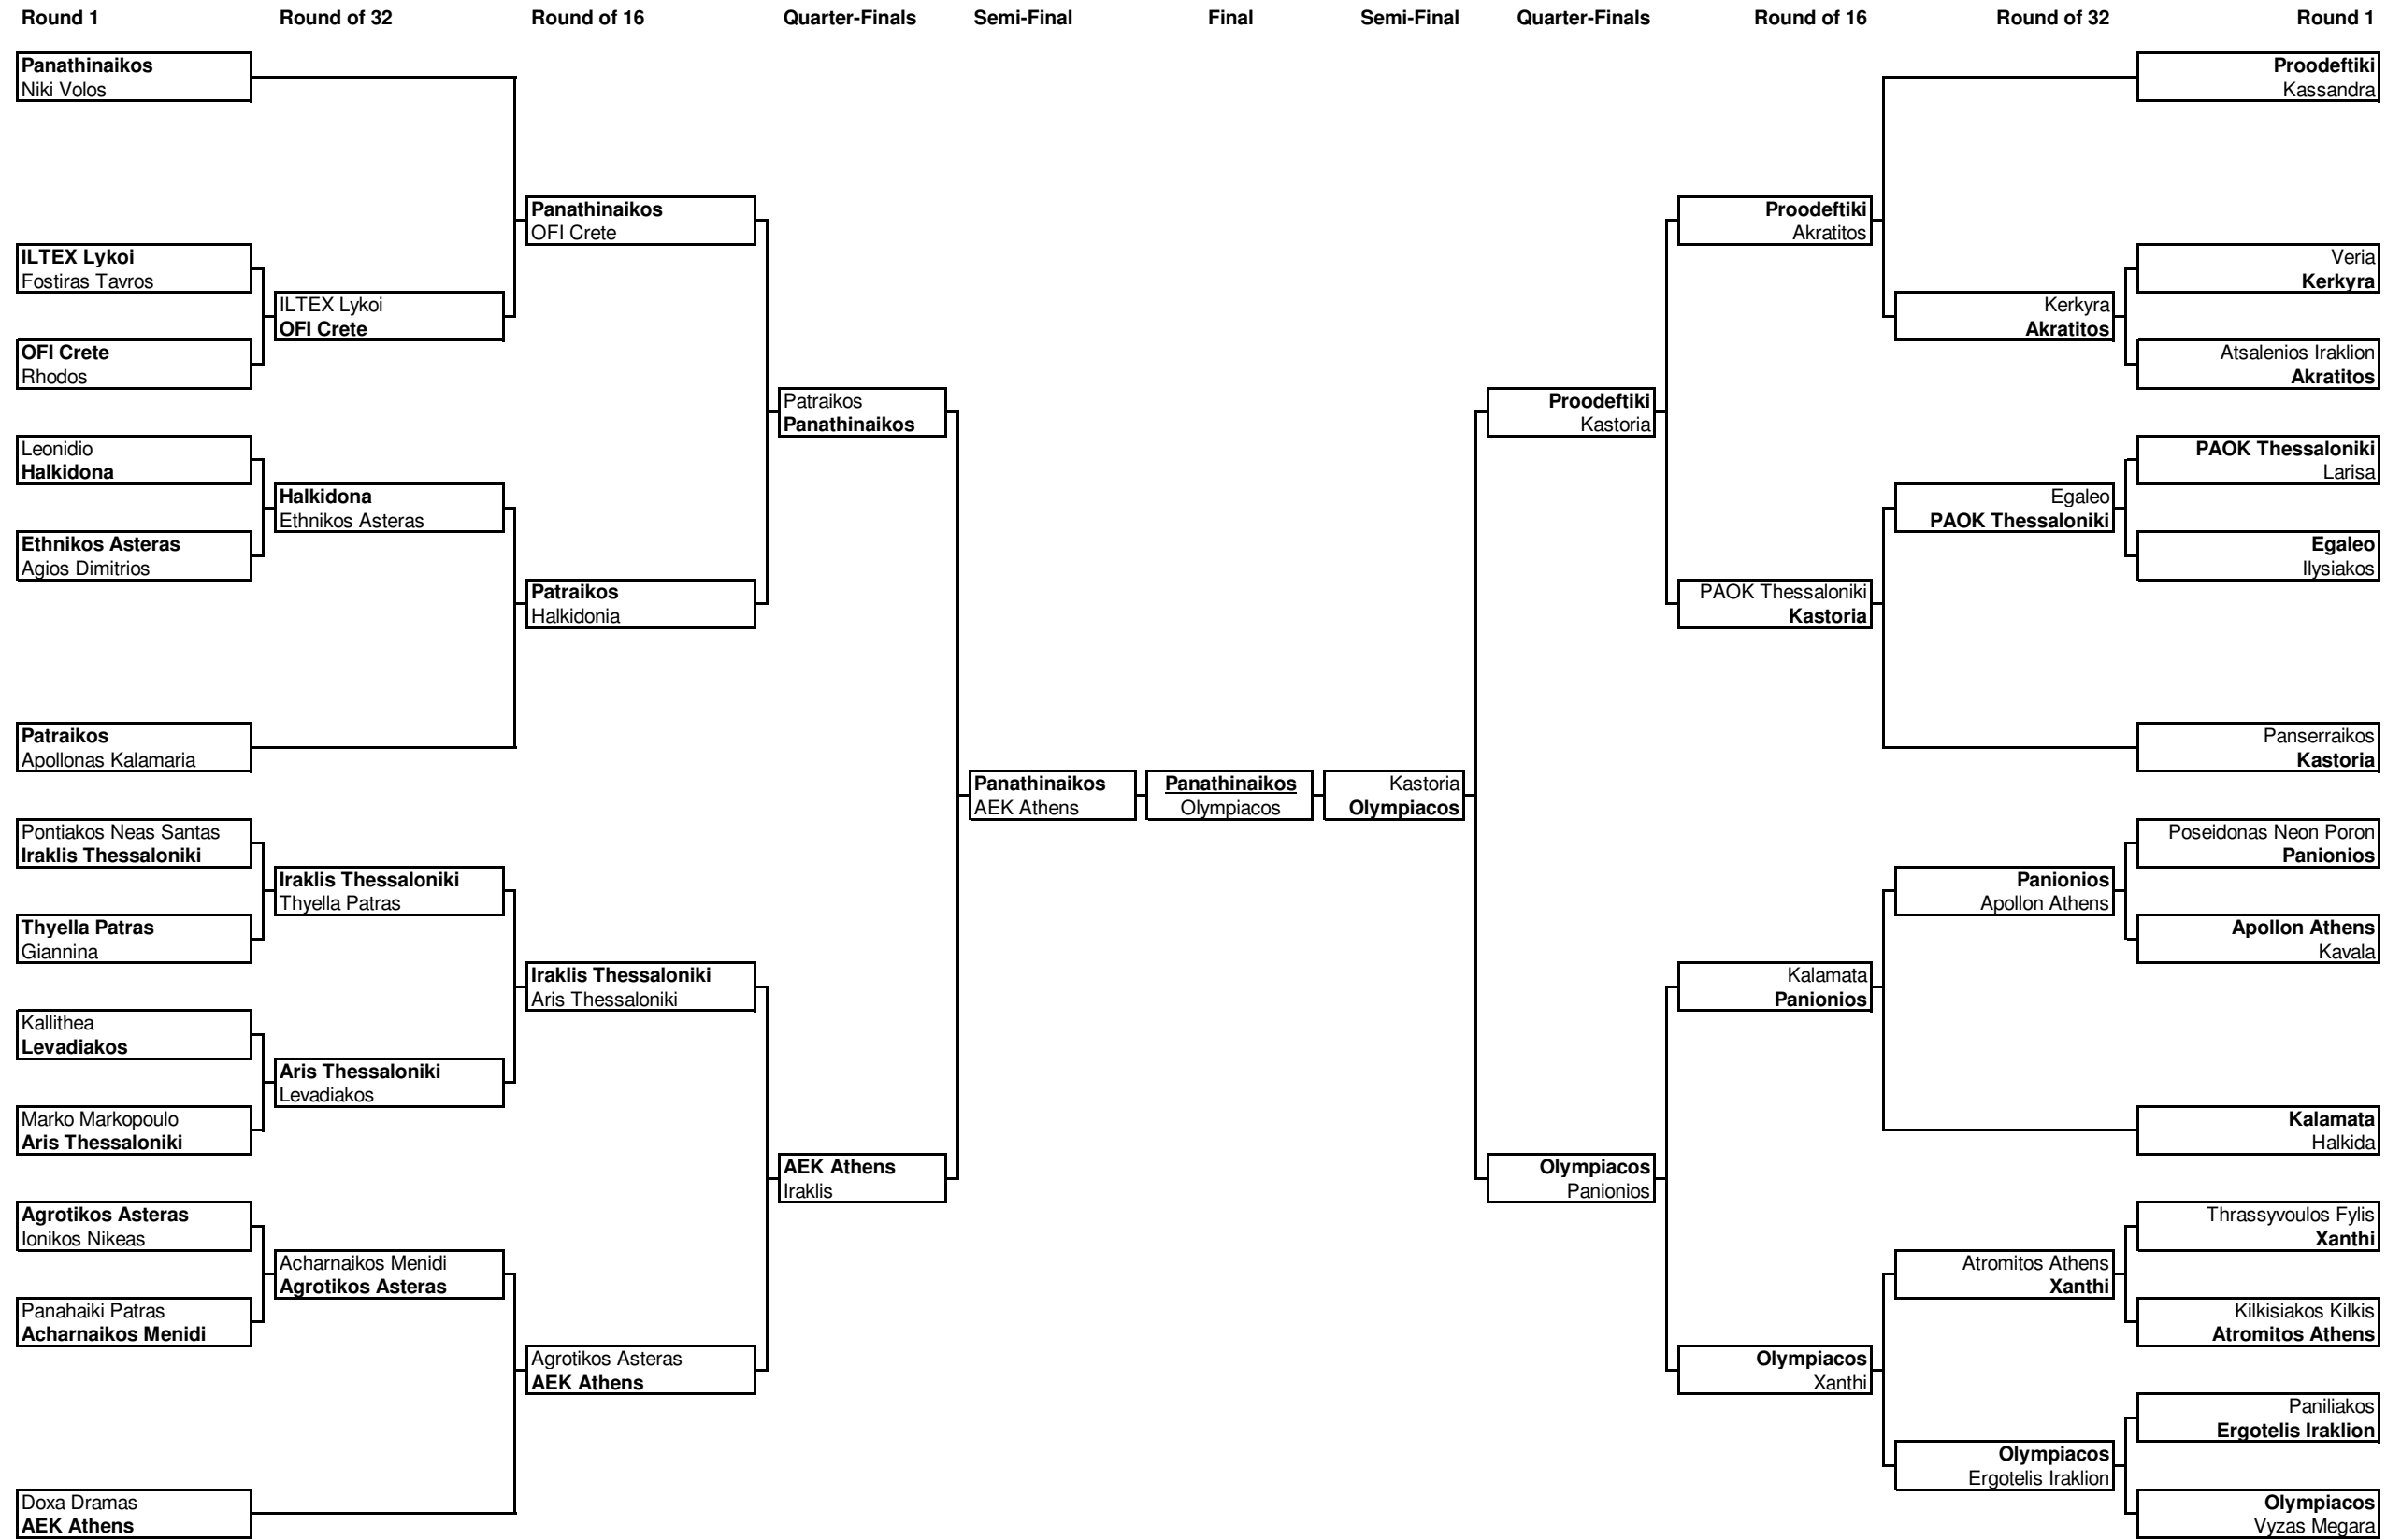 Round 1
Round of 32
Round of 16
Quarter-Finals
Semi-Final
Final
Semi-Final
Quarter-Finals
Round of 16
Round of 32
Round 1
Panathinaikos
Niki Volos
ILTEX Lykoi
Fostiras Tavros
OFI Crete
Rhodos
Leonidio
Halkidona
Ethnikos Asteras
Agios Dimitrios
Patraikos
Apollonas Kalamaria
Pontiakos Neas Santas
Iraklis Thessaloniki
Thyella Patras
Giannina
Kallithea
Levadiakos
Marko Markopoulo
Aris Thessaloniki
Agrotikos Asteras
Ionikos Nikeas
Panahaiki Patras
Acharnaikos Menidi
Doxa Dramas
AEK Athens
ILTEX Lykoi
OFI Crete
Halkidona
Ethnikos Asteras
Iraklis Thessaloniki
Thyella Patras
Aris Thessaloniki
Levadiakos
Acharnaikos Menidi
Agrotikos Asteras
Panathinaikos
OFI Crete
Patraikos
Halkidonia
Iraklis Thessaloniki
Aris Thessaloniki
Agrotikos Asteras
AEK Athens
Patraikos
Panathinaikos
AEK Athens
Iraklis
Panathinaikos
AEK Athens
Panathinaikos
Olympiacos
Kastoria
Olympiacos
Proodeftiki
Kastoria
Olympiacos
Panionios
Proodeftiki
Akratitos
PAOK Thessaloniki
Kastoria
Kalamata
Panionios
Olympiacos
Xanthi
Kerkyra
Akratitos
Egaleo
PAOK Thessaloniki
Panionios
Apollon Athens
Atromitos Athens
Xanthi
Olympiacos
Ergotelis Iraklion
Proodeftiki
Kassandra
Veria
Kerkyra
Atsalenios Iraklion
Akratitos
PAOK Thessaloniki
Larisa
Egaleo
Ilysiakos
Panserraikos
Kastoria
Poseidonas Neon Poron
Panionios
Apollon Athens
Kavala
Kalamata
Halkida
Thrassyvoulos Fylis
Xanthi
Kilkisiakos Kilkis
Atromitos Athens
Paniliakos
Ergotelis Iraklion
Olympiacos
Vyzas Megara